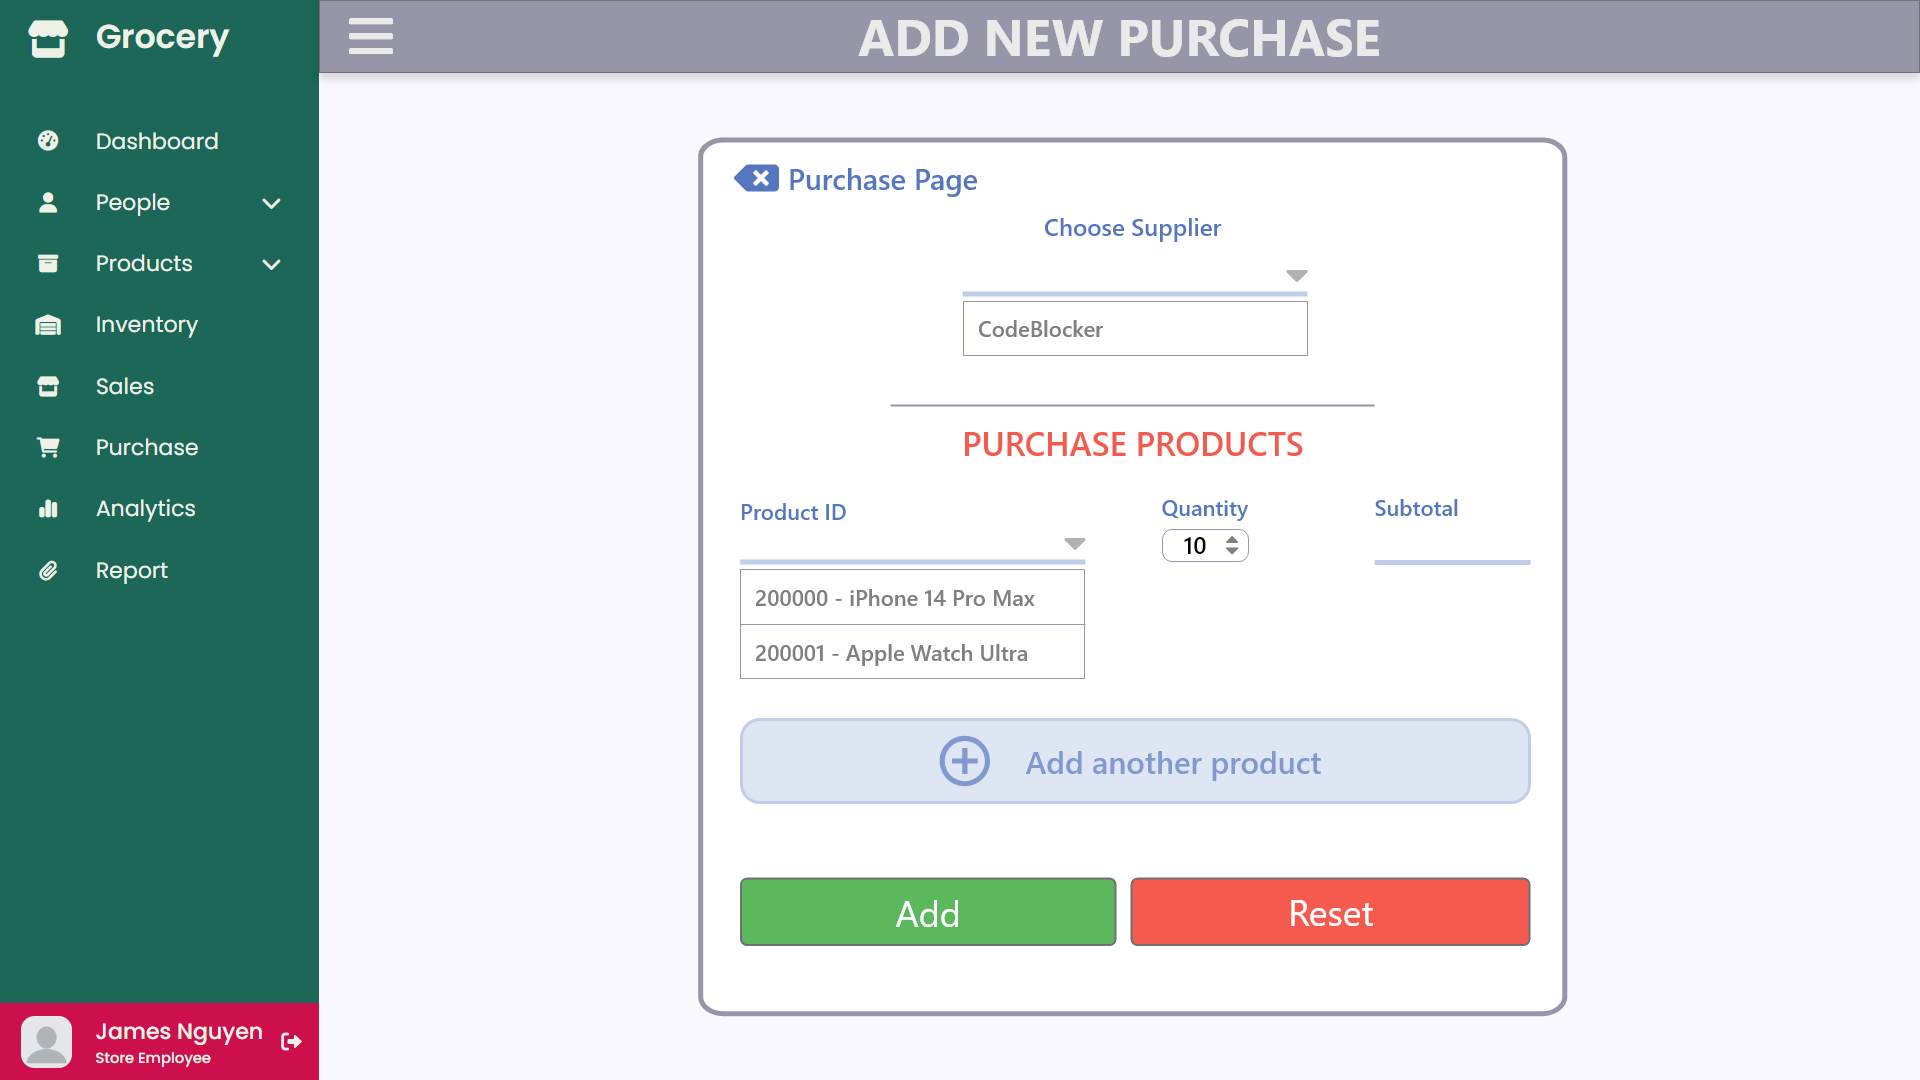 Grocery
ADD NEW PURCHASE
Dashboard
People
Products
Inventory
Sales
Purchase
Analytics
Report
James Nguyen
Store Employee
Purchase Page
Choose Supplier
CodeBlocker
PURCHASE PRODUCTS
Product ID
Quantity
Subtotal
10
200000 - iPhone 14 Pro Max
200001 - Apple Watch Ultra
Add another product
Add
Reset